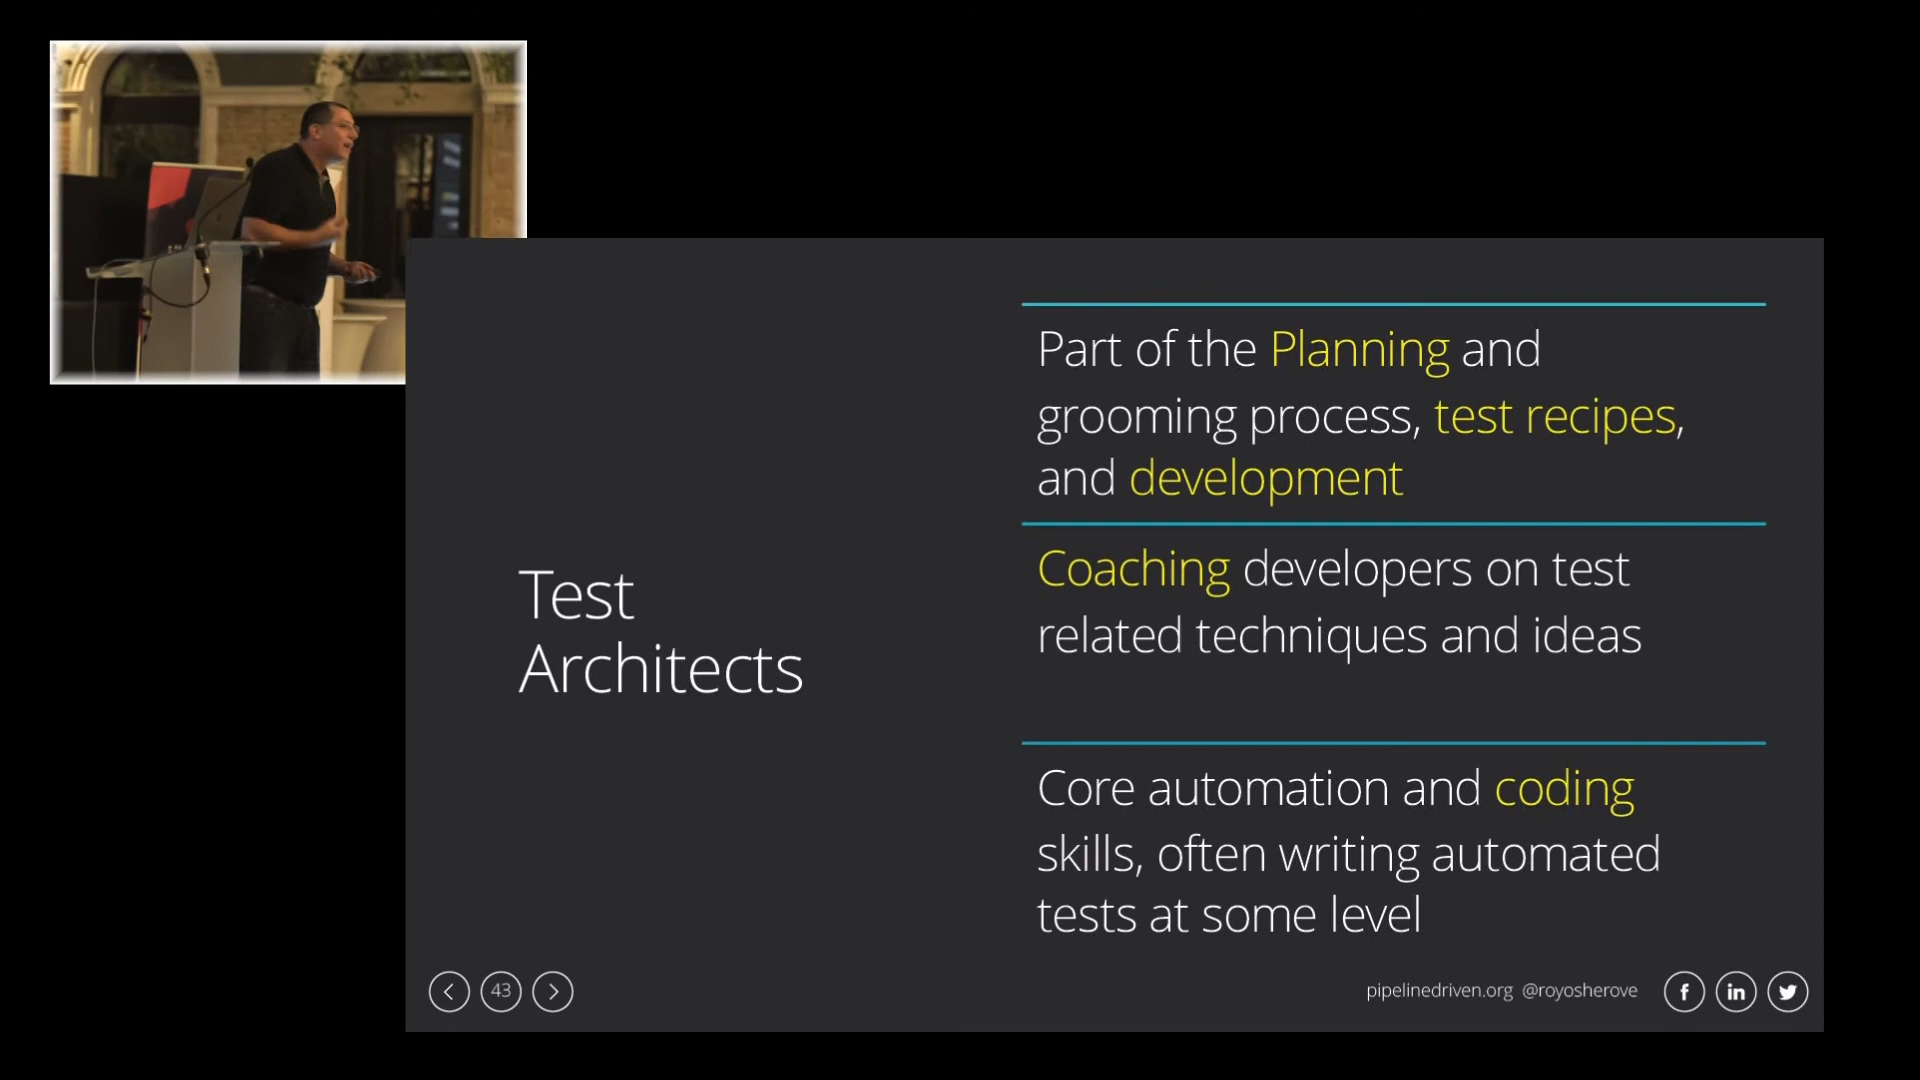 Test
Architects
Part of the Planning and
grooming process, test recipes,
and development
Coaching developers on test
related techniques and ideas
Core automation and coding
skills, often writing automated
tests at some level
43
pipelinedriven.org @royosherove